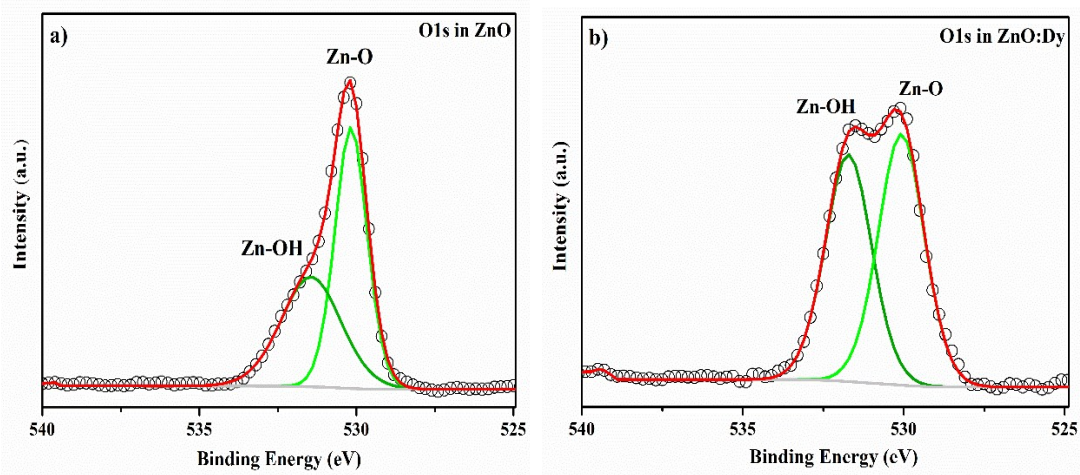 a)
O1s in ZnO
Zn-O
Zn-OH
Intensity (a.u.)
540
535
530
525
Binding Energy (eV)
b)
O1s in ZnO:Dy
Zn-OH
Zn-O
Intensity (a.u.)
540
535
530
525
Binding Energy (eV)